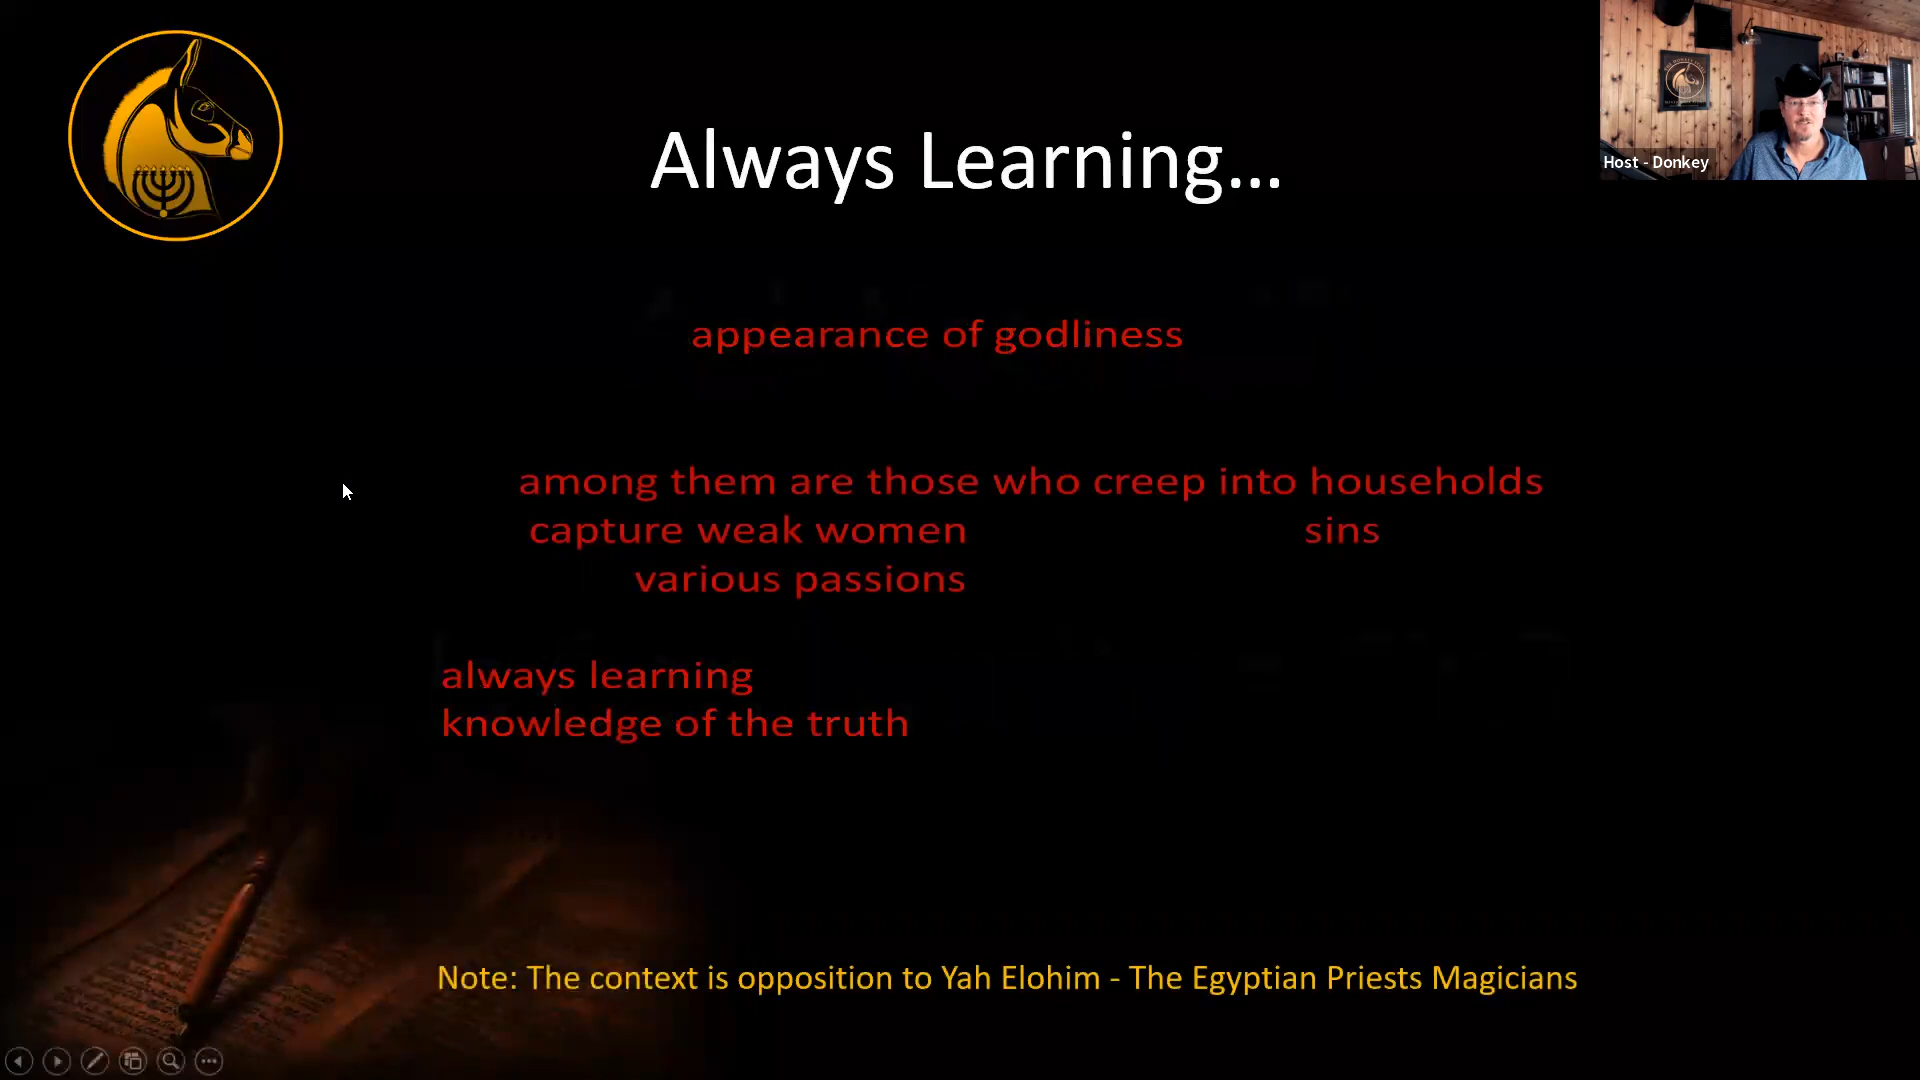 Always Learning...
Host - Donkey
appearance of godliness
among them are those who creep into households
capture weak women sins
various passions
always learning
knowledge of the truth
Note: The context is opposition to Yah Elohim - The Egyptian Priests Magicians